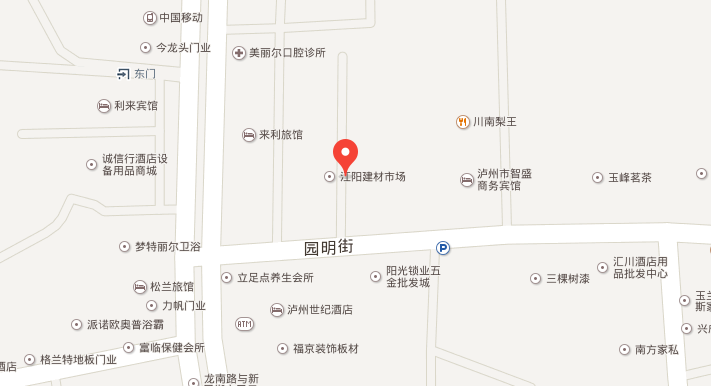 中国移动
今龙头门业
美丽尔口腔诊所
东门
利来宾馆
川南梨王
来利旅馆
诚信行酒店设
备用品商城
江阳建材市场
泸州市智盛
商务宾馆
玉峰茗茶
园明街
P
梦特丽尔卫浴
汇川酒店用
品批发中心
立足点养生会所
阳光锁业五
金批发城
三棵树漆
松兰旅馆
力帆门业
泸州世纪酒店
玉兰
斯家
派诺欧奥普浴霸
ATM
兴
富临保健会所
福京装饰板材
南方家私
格兰特地板门业
酒店
龙南路与新